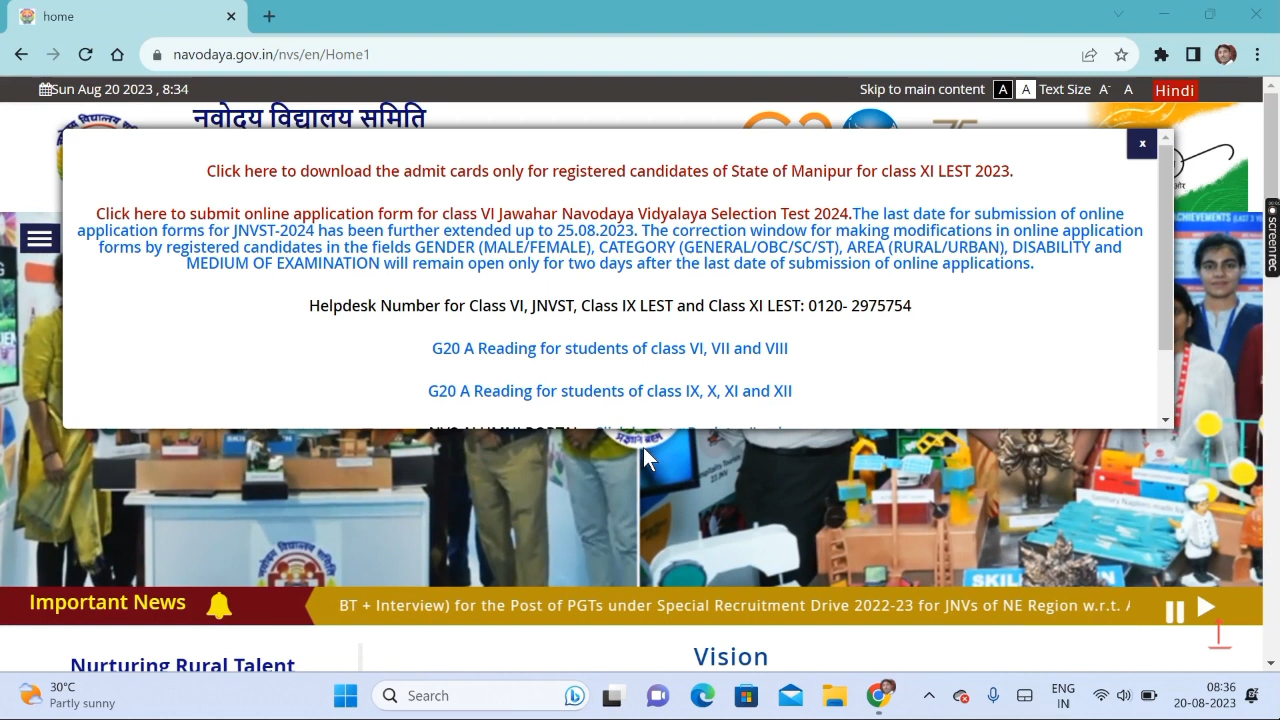 home
navodaya.gov.in/nvs/en/Home1
Sun Aug 20 2023 , 8:34
Skip to main content A A Text Size A- A Hindi
नवोदय विद्यालय समिति
x
Click here to download the admit cards only for registered candidates of State of Manipur for class XI LEST 2023.
Click here to submit online application form for class VI Jawahar Navodaya Vidyalaya Selection Test 2024.The last date for submission of online
application forms for JNVST-2024 has been further extended up to 25.08.2023. The correction window for making modifications in online application
forms by registered candidates in the fields GENDER (MALE/FEMALE), CATEGORY (GENERAL/OBC/SC/ST), AREA (RURAL/URBAN), DISABILITY and
MEDIUM OF EXAMINATION will remain open only for two days after the last date of submission of online applications.
Helpdesk Number for Class VI, JNVST, Class IX LEST and Class XI LEST: 0120- 2975754
G20 A Reading for students of class VI, VII and VIII
G20 A Reading for students of class IX, X, XI and XII
screenrec
SKILL
Important News
BT + Interview) for the Post of PGTs under Special Recruitment Drive 2022-23 for JNVs of NE Region w.r.t.
Nurturing Rural Talent
Vision
30°C
Partly sunny
Search
ENG
IN
08:36
20-08-2023